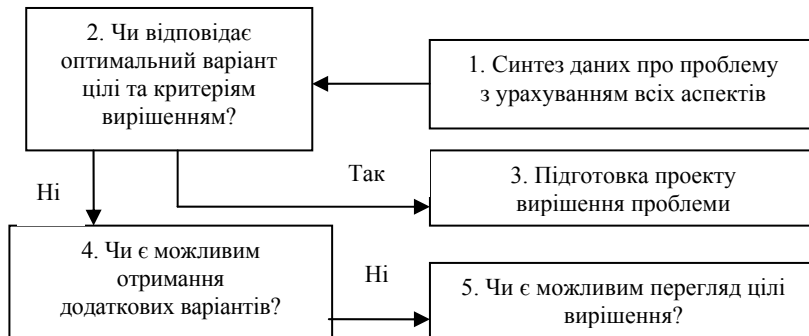 2. Чи відповідає
оптимальний варіант
цілі та критеріям
вирішенням?
1. Синтез даних про проблему
з урахуванням всіх аспектів
Ні
Так
3. Підготовка проекту
вирішення проблеми
4. Чи є можливим
отримання
додаткових варіантів?
Ні
5. Чи є можливим перегляд цілі
вирішення?